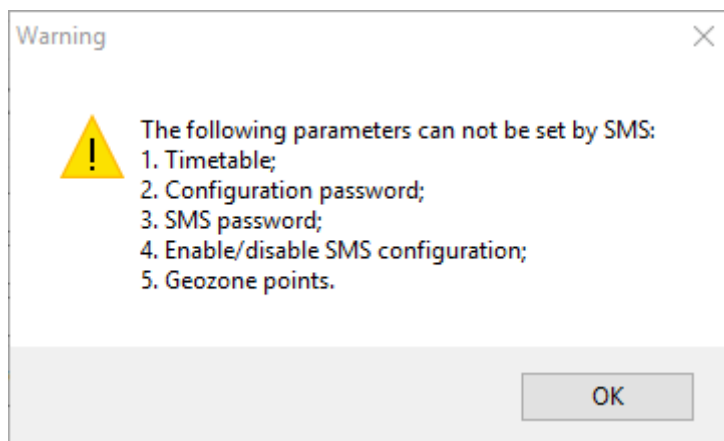 Warning
The following parameters can not be set by SMS:
1. Timetable;
2. Configuration password;
3. SMS password;
4. Enable/disable SMS configuration;
5. Geozone points.
OK